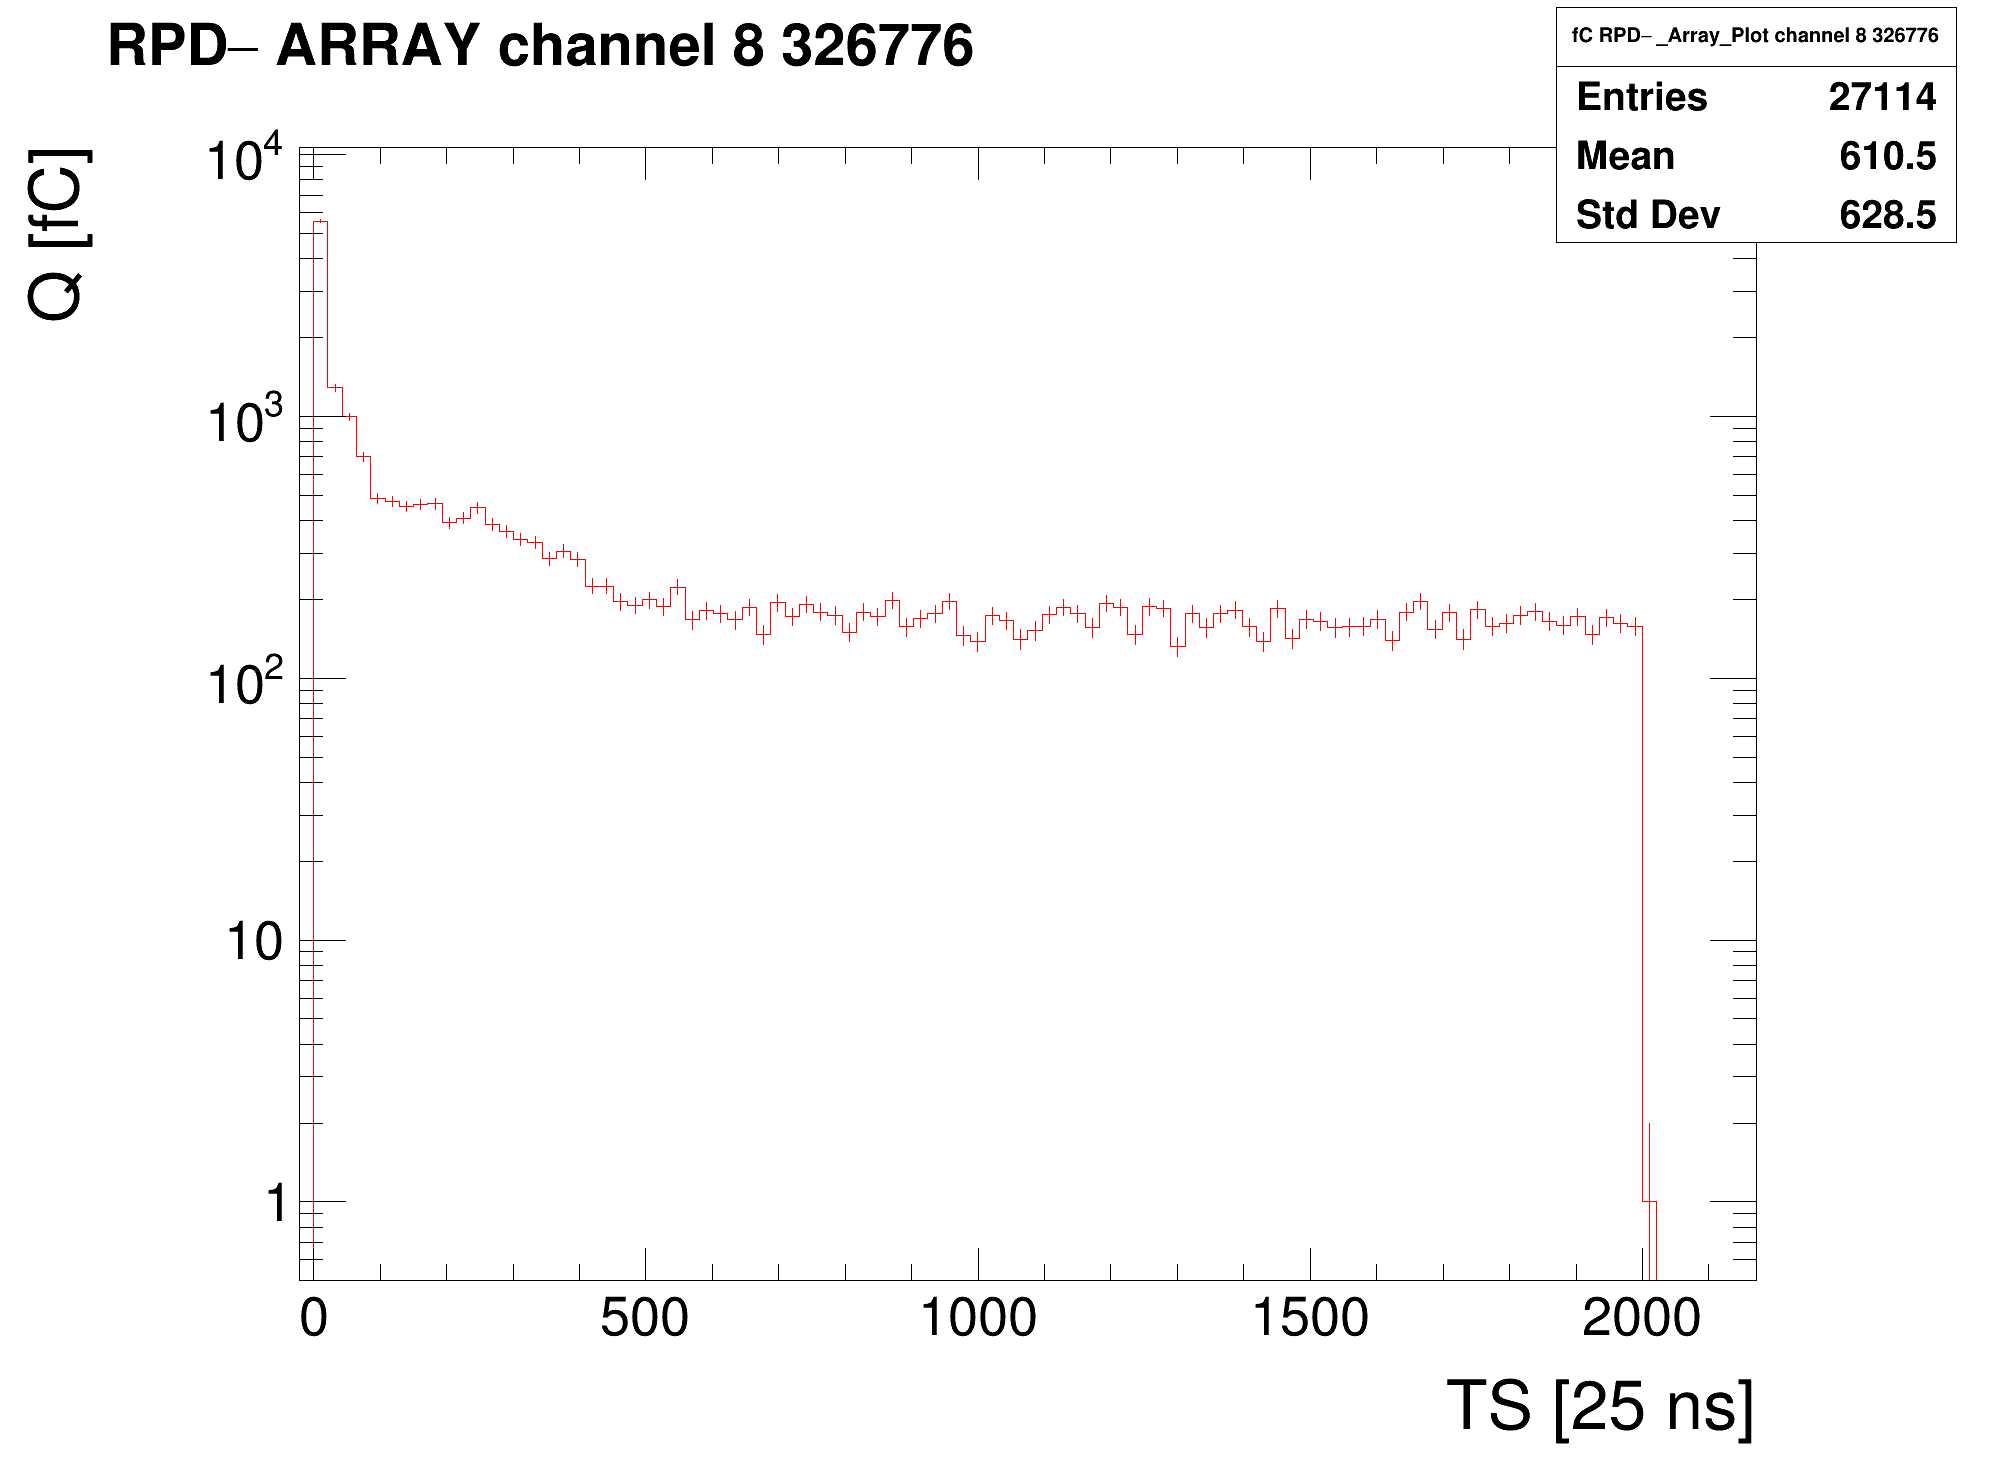 RPD– ARRAY channel 8 326776
fC RPD– _Array_Plot channel 8 326776
Entries 27114
Mean 610.5
Std Dev 628.5
Q [fC]
10^4
10^3
10^2
10
1
0 500 1000 1500 2000
TS [25 ns]